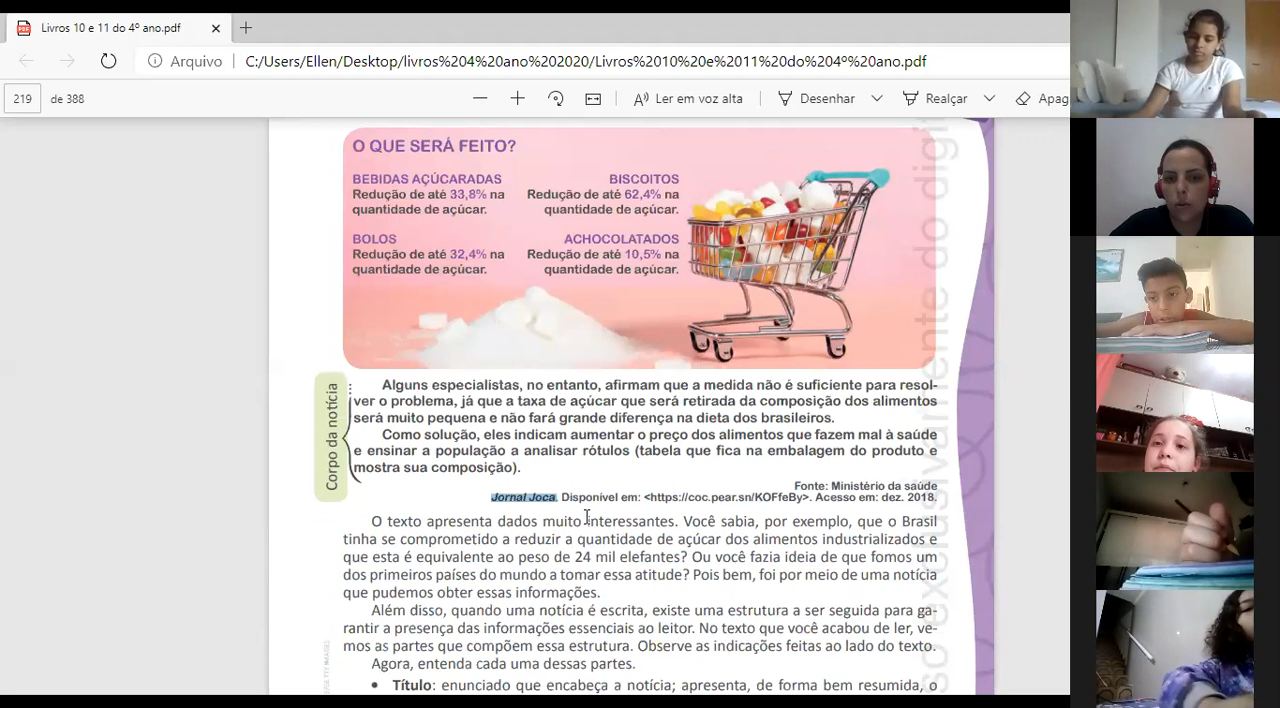 Livros 10 e 11 do 4º ano.pdf
Arquivo
C:/Users/Ellen/Desktop/livros%204%20ano%202020/Livros%2010%20e%2011%20do%204º%20ano.pdf
219
de 388
Ler em voz alta
Desenhar
Realçar
Apag
O QUE SERÁ FEITO?
BEBIDAS AÇÚCARADAS
Redução de até 33,8% na
quantidade de açúcar.
BISCOITOS
Redução de até 62,4% na
quantidade de açúcar.
BOLOS
Redução de até 32,4% na
quantidade de açúcar.
ACHOCOLATADOS
Redução de até 10,5% na
quantidade de açúcar.
Corpo da notícia
Alguns especialistas, no entanto, afirmam que a medida não é suficiente para resol-
ver o problema, já que a taxa de açúcar que será retirada da composição dos alimentos
será muito pequena e não fará grande diferença na dieta dos brasileiros.
Como solução, eles indicam aumentar o preço dos alimentos que fazem mal à saúde
e ensinar a população a analisar rótulos (tabela que fica na embalagem do produto e
mostra sua composição).
Fonte: Ministério da saúde
Jornal Joca. Disponível em: <https://coc.pear.sn/KOFfeBy>. Acesso em: dez. 2018.
O texto apresenta dados muito interessantes. Você sabia, por exemplo, que o Brasil
tinha se comprometido a reduzir a quantidade de açúcar dos alimentos industrializados e
que esta é equivalente ao peso de 24 mil elefantes? Ou você fazia ideia de que fomos um
dos primeiros países do mundo a tomar essa atitude? Pois bem, foi por meio de uma notícia
que pudemos obter essas informações.
Além disso, quando uma notícia é escrita, existe uma estrutura a ser seguida para ga-
rantir a presença das informações essenciais ao leitor. No texto que você acabou de ler, ve-
mos as partes que compõem essa estrutura. Observe as indicações feitas ao lado do texto.
Agora, entenda cada uma dessas partes.
• Título: enunciado que encabeça a notícia; apresenta, de forma bem resumida, o
so exclusivamente do digit